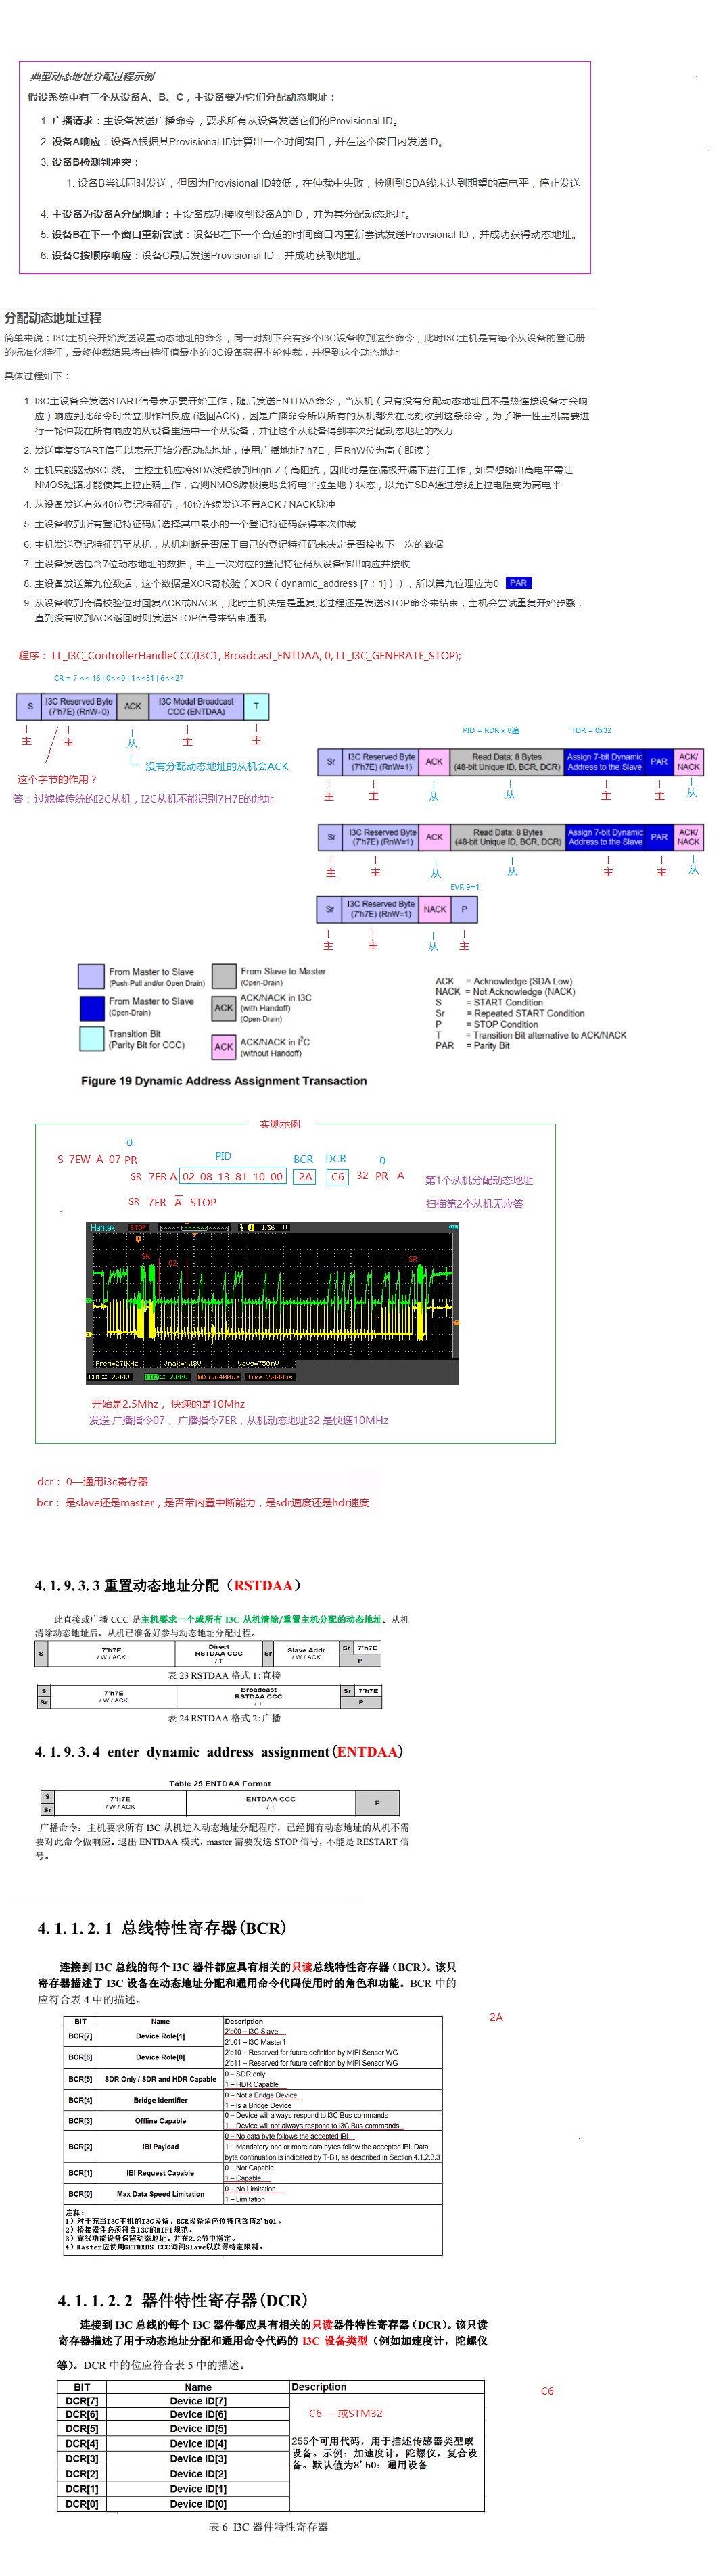 典型动态地址分配过程示例
假设系统中有三个从设备A、B、C，主设备要为它们分配动态地址：
1. 广播请求：主设备发送广播命令，要求所有从设备发送它们的Provisional ID。
2. 设备A响应：设备A根据其Provisional ID计算出一个时间窗口，并在这个窗口内发送ID。
3. 设备B检测到冲突：
1. 设备B尝试同时发送，但因为Provisional ID较低，在仲裁中失败，检测到SDA线未达到期望的高电平，停止发送
4. 主设备为设备A分配地址：主设备成功接收到设备A的ID，并为其分配动态地址。
5. 设备B在下一个窗口重新尝试：设备B在下一个合适的时间窗口内重新尝试发送Provisional ID，并成功获得动态地址。
6. 设备C按顺序响应：设备C最后发送Provisional ID，并成功获取地址。
分配动态地址过程
简单来说：I3C主机会开始发送设置动态地址的命令，同一时刻下会有多个I3C设备收到这条命令，此时I3C主机是有每个从设备的登记册
的标准化特征，最终仲裁结果将由特征值最小的I3C设备获得本轮仲裁，并得到这个动态地址
具体过程如下：
1. I3C主设备会发送START信号表示要开始工作，随后发送ENTDAA命令，当从机（只有没有分配动态地址且不是热连接设备才会响
应）响应到此命令时会立即作出反应 (返回ACK)，因是广播命令所以所有的从机都会在此刻收到这条命令，为了唯一性主机需要进
行一轮仲裁在所有响应的从设备里选中一个从设备，并让这个从设备得到本次分配动态地址的权力
2. 发送重复START信号以表示开始分配动态地址，使用广播地址7'h7E，且RnW位为高（即读）
3. 主机只能驱动SCL线。 主控主机应将SDA线释放到High-Z（高阻抗，因此时是在漏极开漏下进行工作，如果想输出高电平需让
NMOS短路才能使其上拉正确工作，否则NMOS源极接地会将电平拉至地）状态，以允许SDA通过总线上拉电阻变为高电平
4. 从设备发送有效48位登记特征码，48位连续发送不带ACK / NACK脉冲
5. 主设备收到所有登记特征码后选择其中最小的一个登记特征码获得本次仲裁
6. 主机发送登记特征码至从机，从机判断是否属于自己的登记特征码来决定是否接收下一次的数据
7. 主设备发送包含7位动态地址的数据，由上一次对应的登记特征码从设备作出响应并接收
8. 主设备发送第九位数据，这个数据是XOR奇校验（XOR（dynamic_address [7：1]）），所以第九位理应为0 PAR
9. 从设备收到奇偶校验位时回复ACK或NACK，此时主机决定是重复此过程还是发送STOP命令来结束，主机会尝试重复开始步骤，
直到没有收到ACK返回时则发送STOP信号来结束通讯
程序： LL_I3C_ControllerHandleCCC(I3C1, Broadcast_ENTDAA, 0, LL_I3C_GENERATE_STOP);
CR = 7 << 16 | 0<<0 | 1<<31 | 6<<27
S I3C Reserved Byte (7'h7E) (RnW=0) ACK I3C Modal Broadcast CCC (ENTDAA) T
主 主 从 主 主
没有分配动态地址的从机会ACK
这个字节的作用？
答： 过滤掉传统的I2C从机，I2C从机不能识别7H7E的地址
PID = RDR x 8遍 TDR = 0x32
Sr I3C Reserved Byte (7'h7E) (RnW=1) ACK Read Data: 8 Bytes (48-bit Unique ID, BCR, DCR) Assign 7-bit Dynamic Address to the Slave PAR ACK/ NACK
主 主 从 从 主 主 从
Sr I3C Reserved Byte (7'h7E) (RnW=1) ACK Read Data: 8 Bytes (48-bit Unique ID, BCR, DCR) Assign 7-bit Dynamic Address to the Slave PAR ACK/ NACK
主 主 从 从 主 主 从
EVR.9=1
Sr I3C Reserved Byte (7'h7E) (RnW=1) NACK P
主 主 从 主
From Master to Slave
(Push-Pull and/or Open Drain)
From Master to Slave
(Open-Drain)
Transition Bit
(Parity Bit for CCC)
From Slave to Master
(Open-Drain)
ACK
ACK/NACK in I3C
(with Handoff)
(Open-Drain)
ACK
ACK/NACK in I²C
(without Handoff)
ACK = Acknowledge (SDA Low)
NACK = Not Acknowledge (NACK)
S = START Condition
Sr = Repeated START Condition
P = STOP Condition
T = Transition Bit alternative to ACK/NACK
PAR = Parity Bit
Figure 19 Dynamic Address Assignment Transaction
实测示例
0
S 7EW A 07 PR
PID BCR DCR 0
SR 7ER A 02 08 13 81 10 00 2A C6 32 PR A
第1个从机分配动态地址
SR 7ER A STOP
扫描第2个从机无应答
Hantek STOP 1.36 V
SR 02 SR
Freq=271KHz Vmax=4.18V Vavg=750mV
CH1 2.00V CH2 2.00V 6.6400us Time 2.000us
开始是2.5Mhz， 快速的是10Mhz
发送 广播指令07， 广播指令7ER，从机动态地址32 是快速10MHz
dcr： 0—通用i3c寄存器
bcr： 是slave还是master，是否带内置中断能力，是sdr速度还是hdr速度
4.1.9.3.3 重置动态地址分配（RSTDAA）
此直接或广播 CCC 是主机要求一个或所有 I3C 从机清除/重置主机分配的动态地址。从机
清除动态地址后，从机已准备好参与动态地址分配过程。
S 7'h7E / W / ACK Direct RSTDAA CCC / T Sr Slave Addr / W / ACK Sr 7'h7E P
表 23 RSTDAA 格式 1:直接
S Sr 7'h7E / W / ACK Broadcast RSTDAA CCC / T Sr 7'h7E P
表 24 RSTDAA 格式 2:广播
4.1.9.3.4 enter dynamic address assignment(ENTDAA)
Table 25 ENTDAA Format
S Sr 7'h7E / W / ACK ENTDAA CCC / T P
广播命令：主机要求所有 I3C 从机进入动态地址分配程序，已经拥有动态地址的从机不需
要对此命令做响应。退出 ENTDAA 模式，master 需要发送 STOP 信号，不能是 RESTART 信
号。
4.1.1.2.1 总线特性寄存器(BCR)
连接到 I3C 总线的每个 I3C 器件都应具有相关的只读总线特性寄存器（BCR）。该只
寄存器描述了 I3C 设备在动态地址分配和通用命令代码使用时的角色和功能。BCR 中的
应符合表 4 中的描述。
2A
BIT Name Description
BCR[7] Device Role[1] 2'b00 – I3C Slave
2'b01 – I3C Master1
BCR[6] Device Role[0] 2'b10 – Reserved for future definition by MIPI Sensor WG
2'b11 – Reserved for future definition by MIPI Sensor WG
BCR[5] SDR Only / SDR and HDR Capable 0 – SDR only
1 – HDR Capable
BCR[4] Bridge Identifier 0 – Not a Bridge Device
1 – Is a Bridge Device
BCR[3] Offline Capable 0 – Device will always respond to I3C Bus commands
1 – Device will not always respond to I3C Bus commands
BCR[2] IBI Payload 0 – No data byte follows the accepted IBI
1 – Mandatory one or more data bytes follow the accepted IBI. Data
byte continuation is indicated by T-Bit, as described in Section 4.1.2.3.3
BCR[1] IBI Request Capable 0 – Not Capable
1 – Capable
BCR[0] Max Data Speed Limitation 0 – No Limitation
1 – Limitation
注释：
1）对于充当I3C主机的I3C设备，BCR设备角色位将包含值2'b01。
2）桥接器件必须符合I3C的MIPI规范。
3）离线功能设备保留动态地址，并在2.2节中指定。
4）Master应使用GETMXDS CCC询问Slave以获得特定限制。
4.1.1.2.2 器件特性寄存器(DCR)
连接到 I3C 总线的每个 I3C 器件都应具有相关的只读器件特性寄存器（DCR）。该只读
寄存器描述了用于动态地址分配和通用命令代码的 I3C 设备类型（例如加速度计，陀螺仪
等）。DCR 中的位应符合表 5 中的描述。
C6
BIT Name Description
DCR[7] Device ID[7]
DCR[6] Device ID[6]
C6 -- 或STM32
DCR[5] Device ID[5]
DCR[4] Device ID[4]
DCR[3] Device ID[3]
DCR[2] Device ID[2]
DCR[1] Device ID[1]
DCR[0] Device ID[0]
255个可用代码，用于描述传感器类型或
设备。示例：加速度计，陀螺仪，复合设
备。默认值为8'b0：通用设备
表 6 I3C 器件特性寄存器